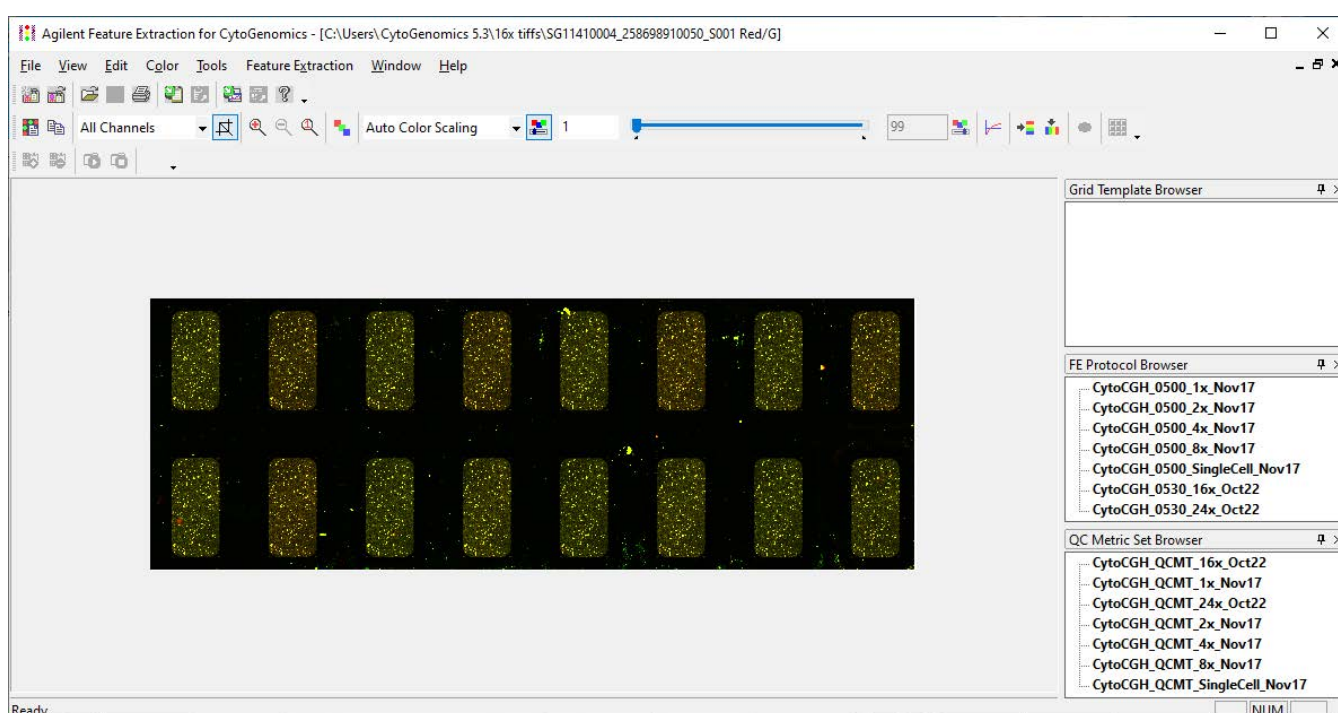 Agilent Feature Extraction for CytoGenomics - [C:\Users\CytoGenomics 5.3\16x tiffs\SG11410004_258698910050_S001 Red/G]
File View Edit Color Tools Feature Extraction Window Help
All Channels Auto Color Scaling 1 99
Grid Template Browser
FE Protocol Browser
CytoCGH_0500_1x_Nov17
CytoCGH_0500_2x_Nov17
CytoCGH_0500_4x_Nov17
CytoCGH_0500_8x_Nov17
CytoCGH_0500_SingleCell_Nov17
CytoCGH_0530_16x_Oct22
CytoCGH_0530_24x_Oct22
QC Metric Set Browser
CytoCGH_QCMT_16x_Oct22
CytoCGH_QCMT_1x_Nov17
CytoCGH_QCMT_24x_Oct22
CytoCGH_QCMT_2x_Nov17
CytoCGH_QCMT_4x_Nov17
CytoCGH_QCMT_8x_Nov17
CytoCGH_QCMT_SingleCell_Nov17
Ready NUM